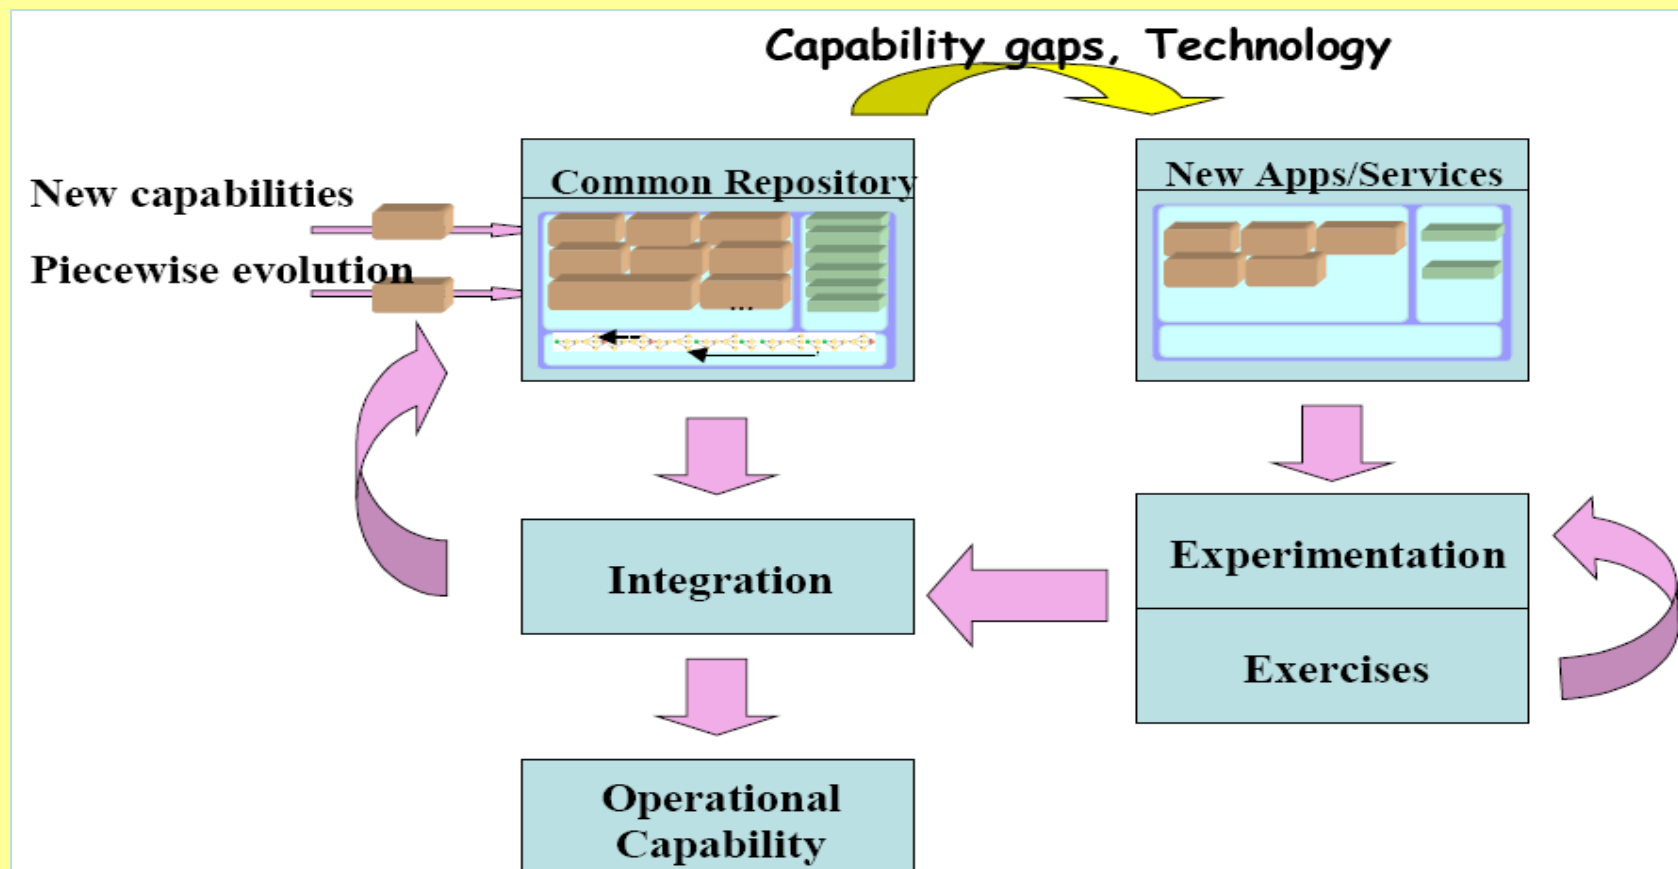 Capability gaps, Technology
New capabilities
Piecewise evolution
Common Repository
...
New Apps/Services
Integration
Experimentation
Exercises
Operational
Capability